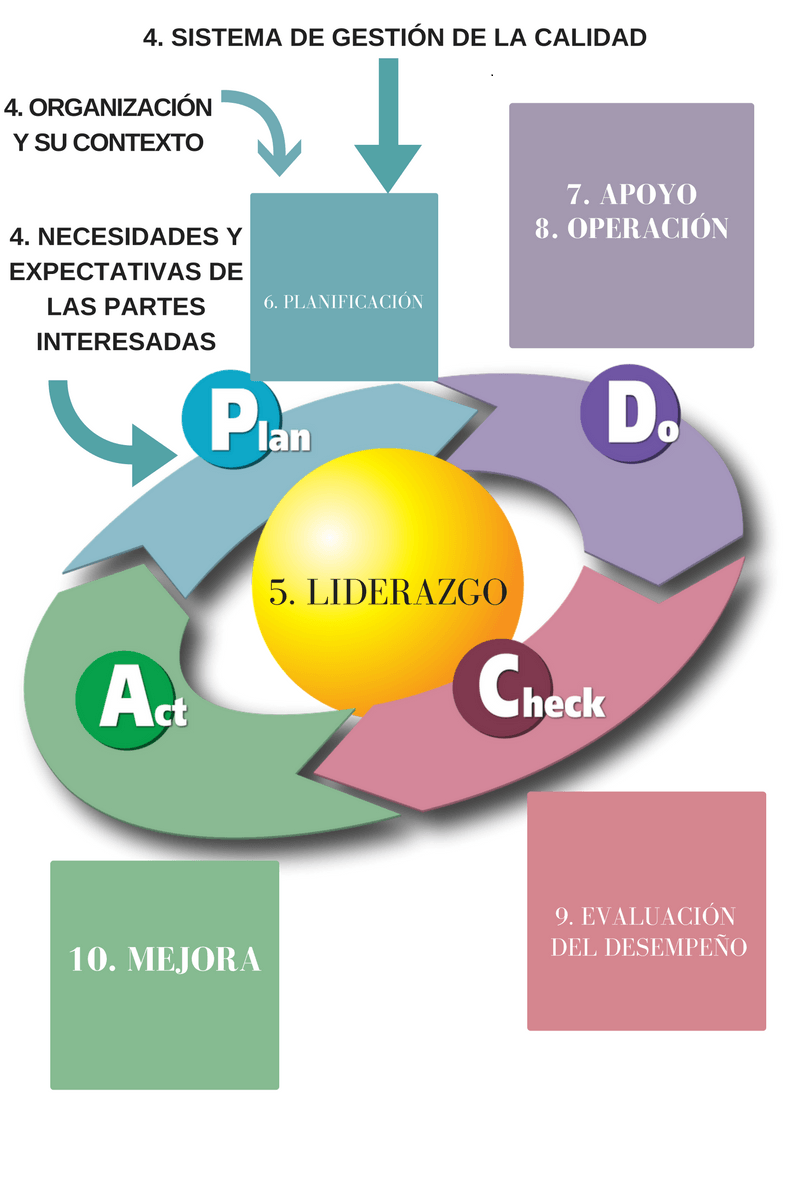 4. SISTEMA DE GESTIÓN DE LA CALIDAD
4. ORGANIZACIÓN
Y SU CONTEXTO
7. APOYO
8. OPERACIÓN
4. NECESIDADES Y
EXPECTATIVAS DE
LAS PARTES
INTERESADAS
6. PLANIFICACIÓN
Plan
Do
5. LIDERAZGO
Act
Check
9. EVALUACIÓN
DEL DESEMPEÑO
10. MEJORA